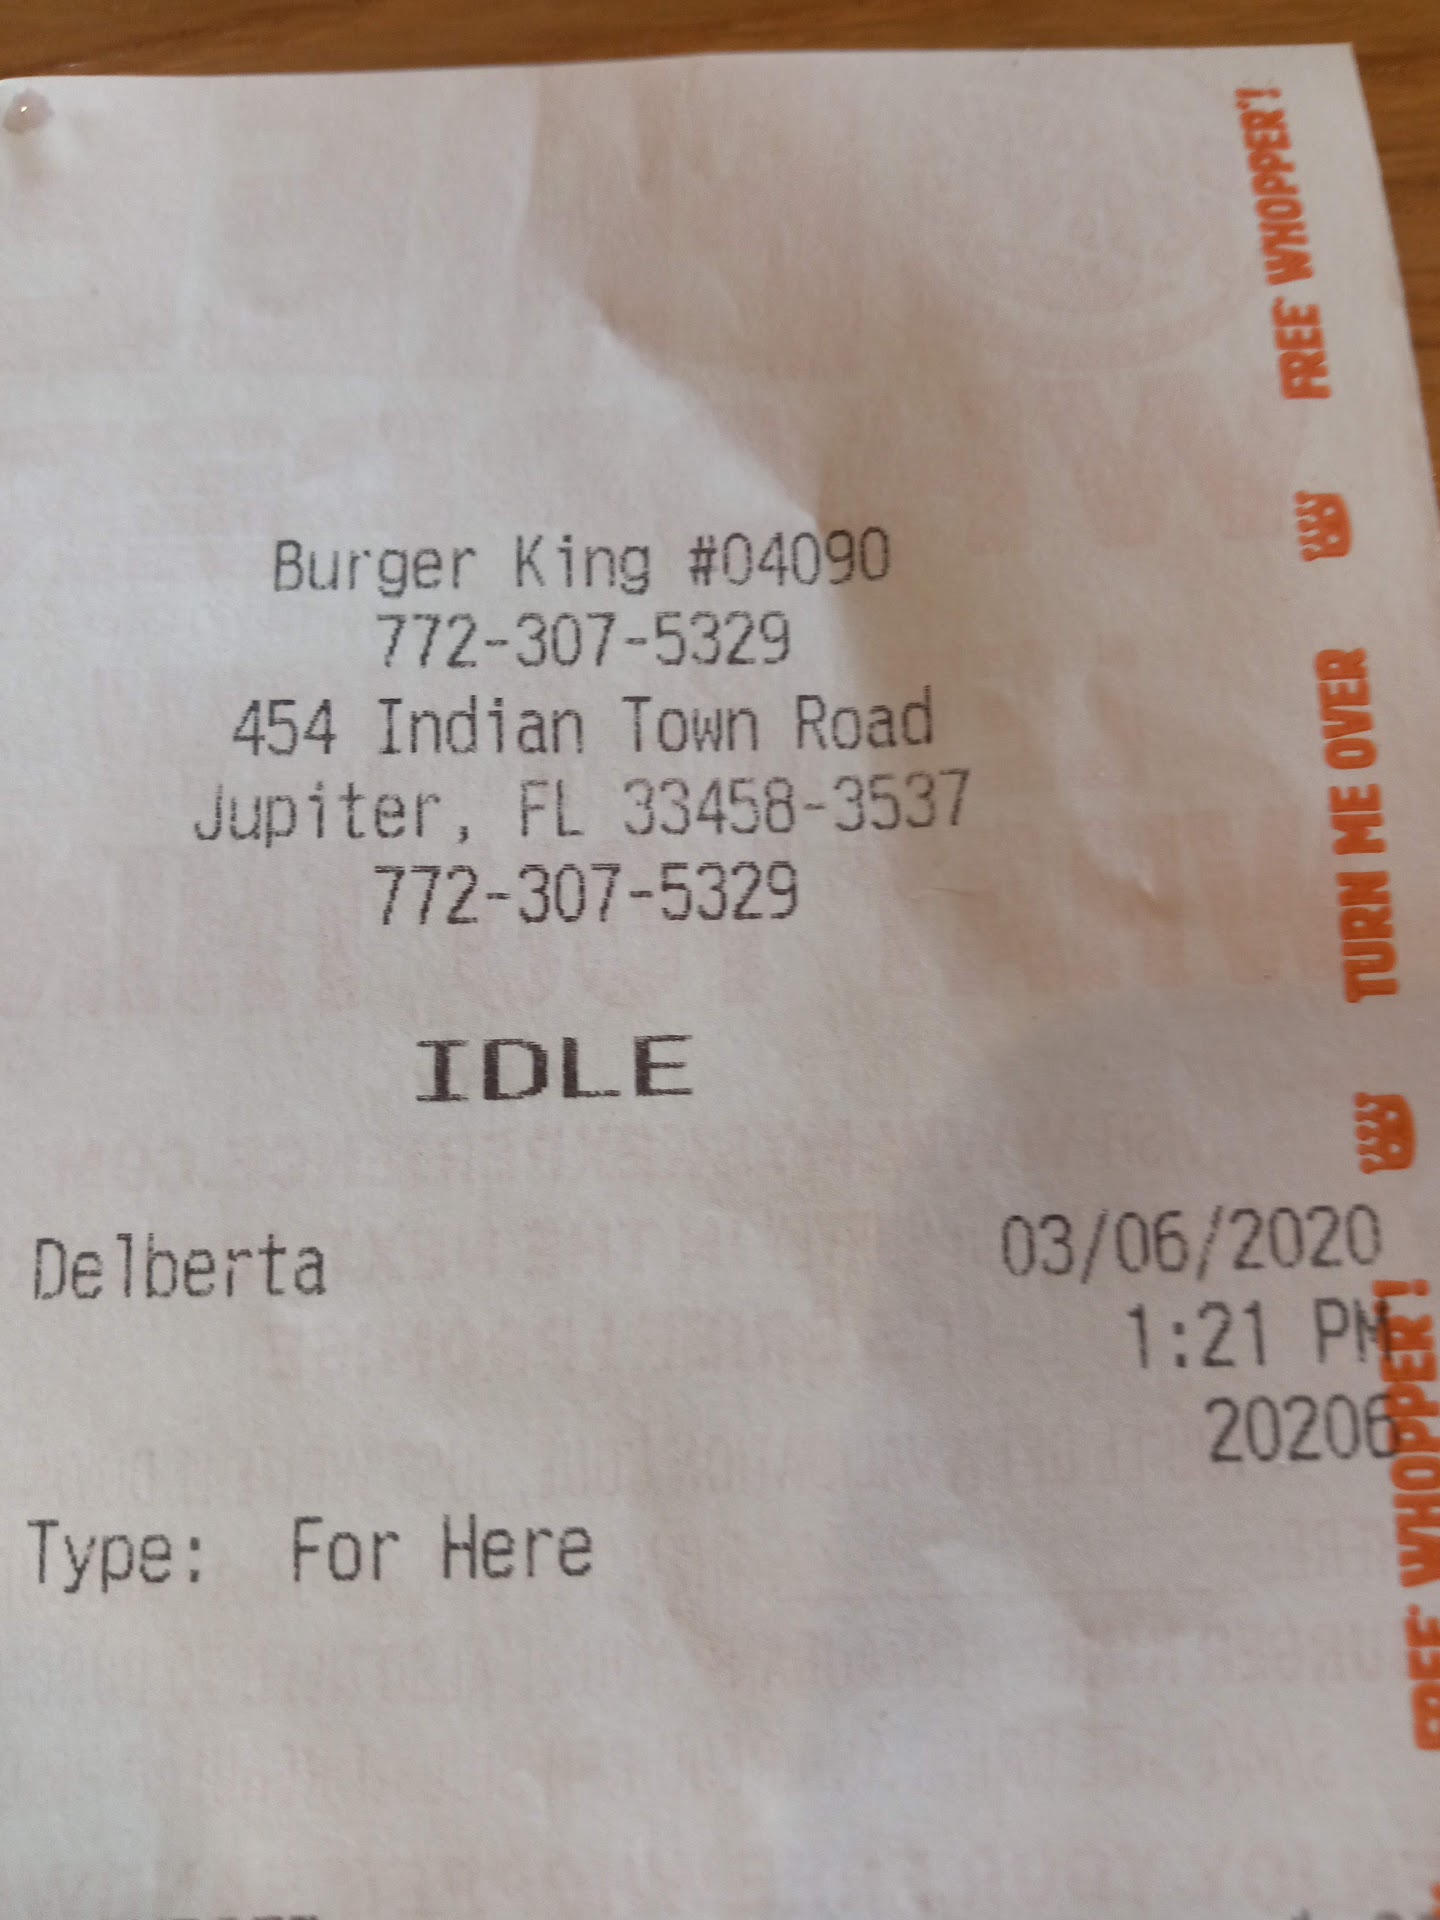 Burger King #04090
772-307-5329
454 Indian Town Road
Jupiter, FL 33458-3537
772-307-5329
IDLE
Delberta 03/06/2020
1:21 PM
20206
Type: For Here
FREE WHOPPER!
TURN ME OVER
FREE WHOPPER!